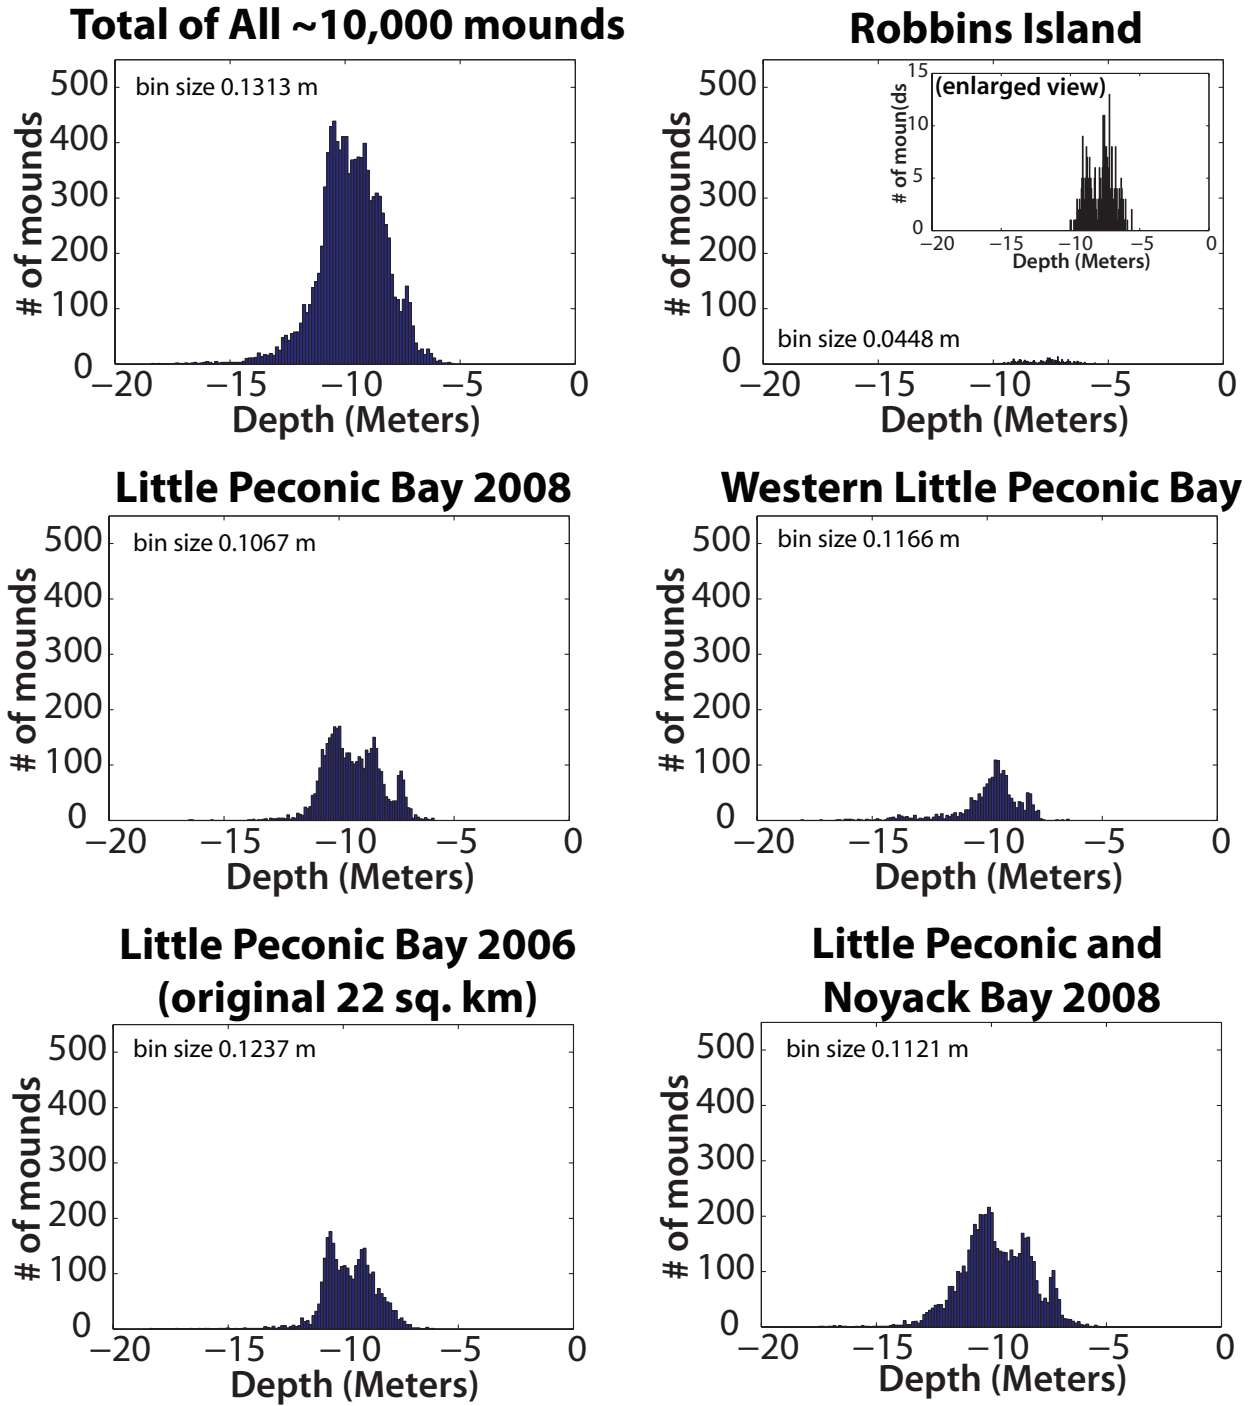 Total of All ~10,000 mounds
bin size 0.1313 m
# of mounds
500
400
300
200
100
0
−20
−15
−10
−5
0
Depth (Meters)
Robbins Island
# of mounds
500
400
300
200
100
0
(enlarged view)
# of moun(ds
15
10
5
0
−20
−15
−10
−5
0
Depth (Meters)
bin size 0.0448 m
−20
−15
−10
−5
0
Depth (Meters)
Little Peconic Bay 2008
bin size 0.1067 m
# of mounds
500
400
300
200
100
0
−20
−15
−10
−5
0
Depth (Meters)
Western Little Peconic Bay
bin size 0.1166 m
# of mounds
500
400
300
200
100
0
−20
−15
−10
−5
0
Depth (Meters)
Little Peconic Bay 2006
(original 22 sq. km)
bin size 0.1237 m
# of mounds
500
400
300
200
100
0
−20
−15
−10
−5
0
Depth (Meters)
Little Peconic and
Noyack Bay 2008
bin size 0.1121 m
# of mounds
500
400
300
200
100
0
−20
−15
−10
−5
0
Depth (Meters)